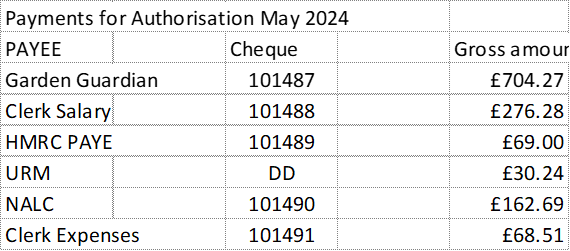 Payments for Authorisation May 2024
PAYEE Cheque Gross amour
Garden Guardian 101487 £704.27
Clerk Salary 101488 £276.28
HMRC PAYE 101489 £69.00
URM DD £30.24
NALC 101490 £162.69
Clerk Expenses 101491 £68.51